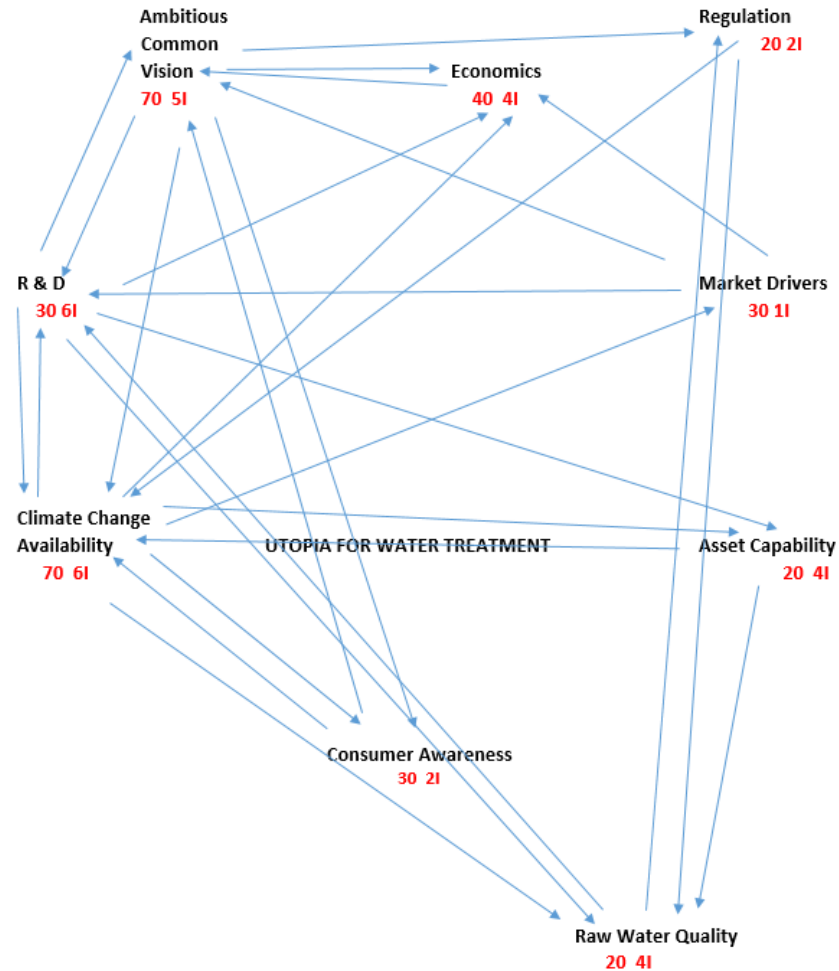 Ambitious
Common
Vision
70 5I
Regulation
20 2I
Economics
40 4I
R & D
30 6I
Market Drivers
30 1I
Climate Change
Availability
70 6I
UTOPIA FOR WATER TREATMENT
Asset Capability
20 4I
Consumer Awareness
30 2I
Raw Water Quality
20 4I